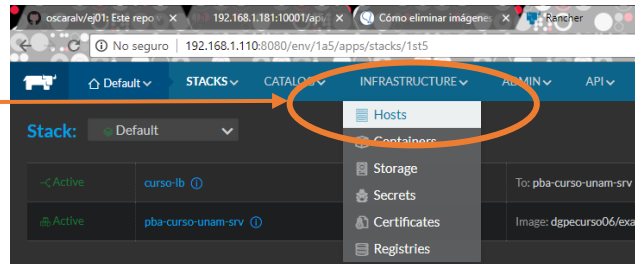 oscaralv/ej01: Este repo
192.168.1.181:10001/apv
Cómo eliminar imágenes
Rancher
No seguro | 192.168.1.110:8080/env/1a5/apps/stacks/1st5
Default STACKS CATALOG INFRASTRUCTURE ADMIN API
Hosts
Stack: Default
Containers
Storage
Active curso-lb To: pba-curso-unam-srv
Secrets
Certificates
Active pba-curso-unam-srv Image: dgpecurso06/exa
Registries